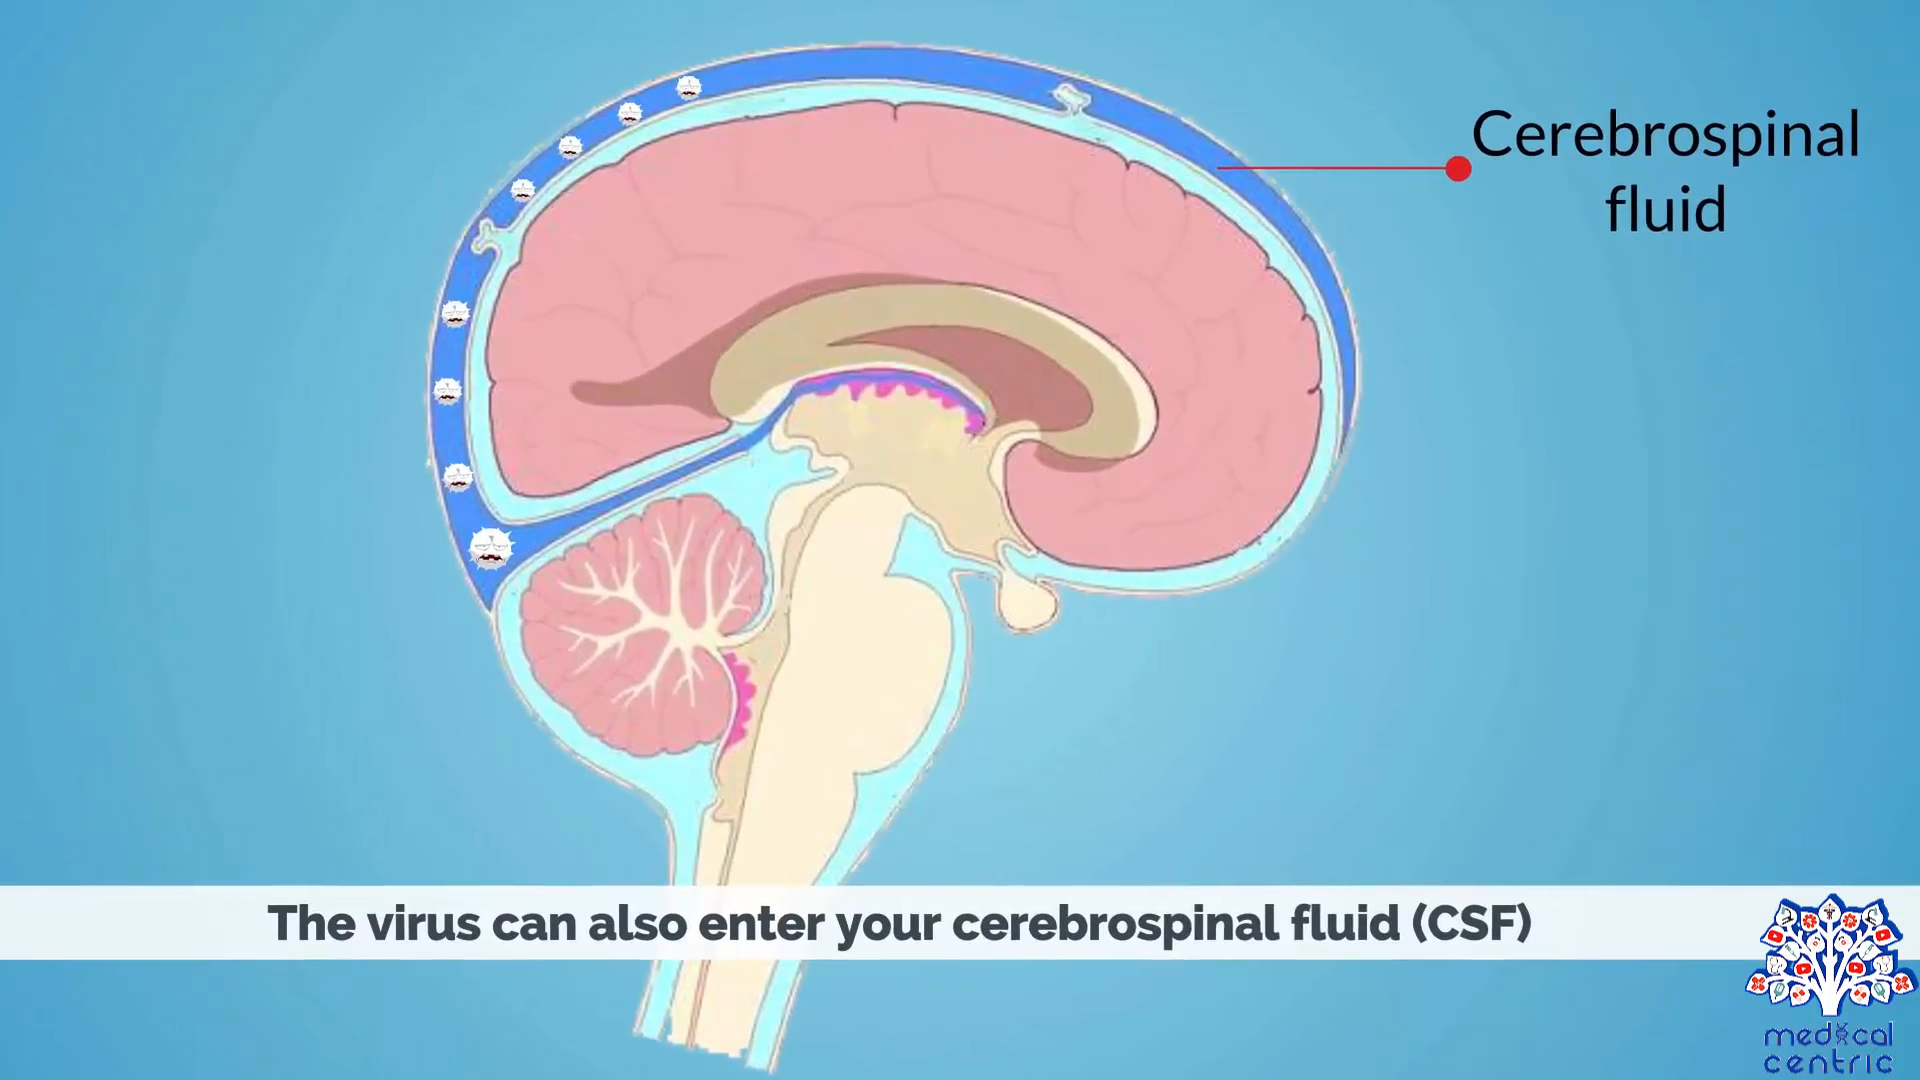 Cerebrospinal
fluid
The virus can also enter your cerebrospinal fluid (CSF)
medical
centric